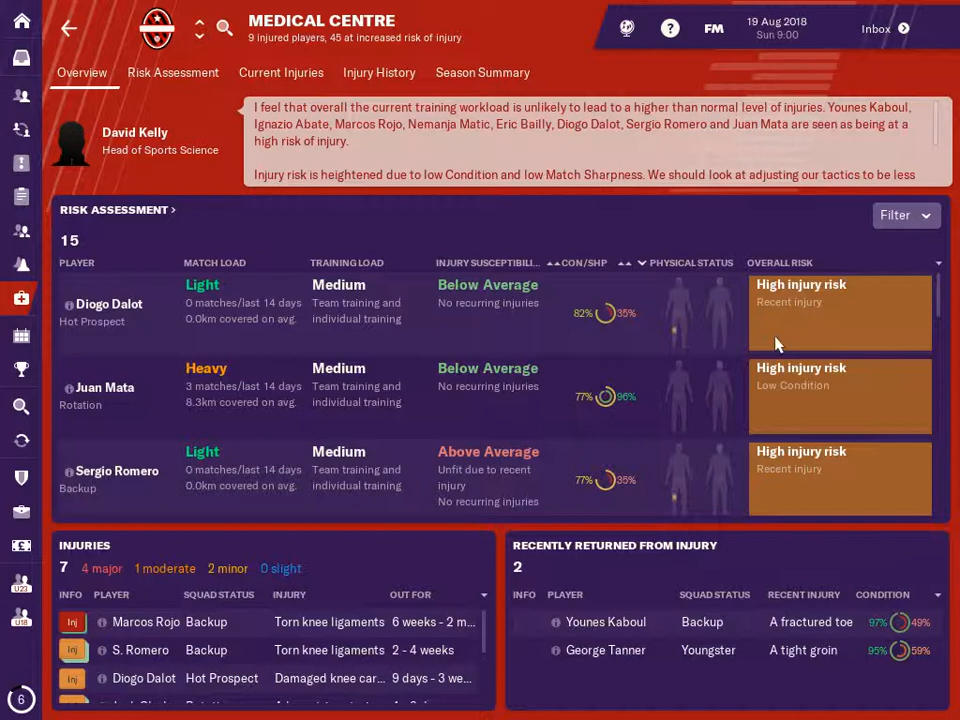 MEDICAL CENTRE
9 injured players, 45 at increased risk of injury
FM
19 Aug 2018
Sun 9:00
Inbox
Overview
Risk Assessment
Current Injuries
Injury History
Season Summary
David Kelly
Head of Sports Science
I feel that overall the current training workload is unlikely to lead to a higher than normal level of injuries. Younes Kaboul,
Ignazio Abate, Marcos Rojo, Nemanja Matic, Eric Bailly, Diogo Dalot, Sergio Romero and Juan Mata are seen as being at a
high risk of injury.
Injury risk is heightened due to low Condition and low Match Sharpness. We should look at adjusting our tactics to be less
RISK ASSESSMENT >
Filter
15
PLAYER MATCH LOAD TRAINING LOAD INJURY SUSCEPTIBILI... CON/SHP PHYSICAL STATUS OVERALL RISK
Diogo Dalot
Hot Prospect
Light
0 matches/last 14 days
0.0km covered on avg.
Medium
Team training and
individual training
Below Average
No recurring injuries
82% 35%
High injury risk
Recent injury
Juan Mata
Rotation
Heavy
3 matches/last 14 days
8.3km covered on avg.
Medium
Team training and
individual training
Below Average
No recurring injuries
77% 96%
High injury risk
Low Condition
Sergio Romero
Backup
Light
0 matches/last 14 days
0.0km covered on avg.
Medium
Team training and
individual training
Above Average
Unfit due to recent
injury
No recurring injuries
77% 35%
High injury risk
Recent injury
INJURIES
7 4 major 1 moderate 2 minor 0 slight
INFO PLAYER SQUAD STATUS INJURY OUT FOR
Inj Marcos Rojo Backup Torn knee ligaments 6 weeks - 2 m...
Inj S. Romero Backup Torn knee ligaments 2 - 4 weeks
Inj Diogo Dalot Hot Prospect Damaged knee car... 9 days - 3 we...
RECENTLY RETURNED FROM INJURY
2
INFO PLAYER SQUAD STATUS RECENT INJURY CONDITION
Younes Kaboul Backup A fractured toe 97% 49%
George Tanner Youngster A tight groin 95% 59%
U23
U18
6